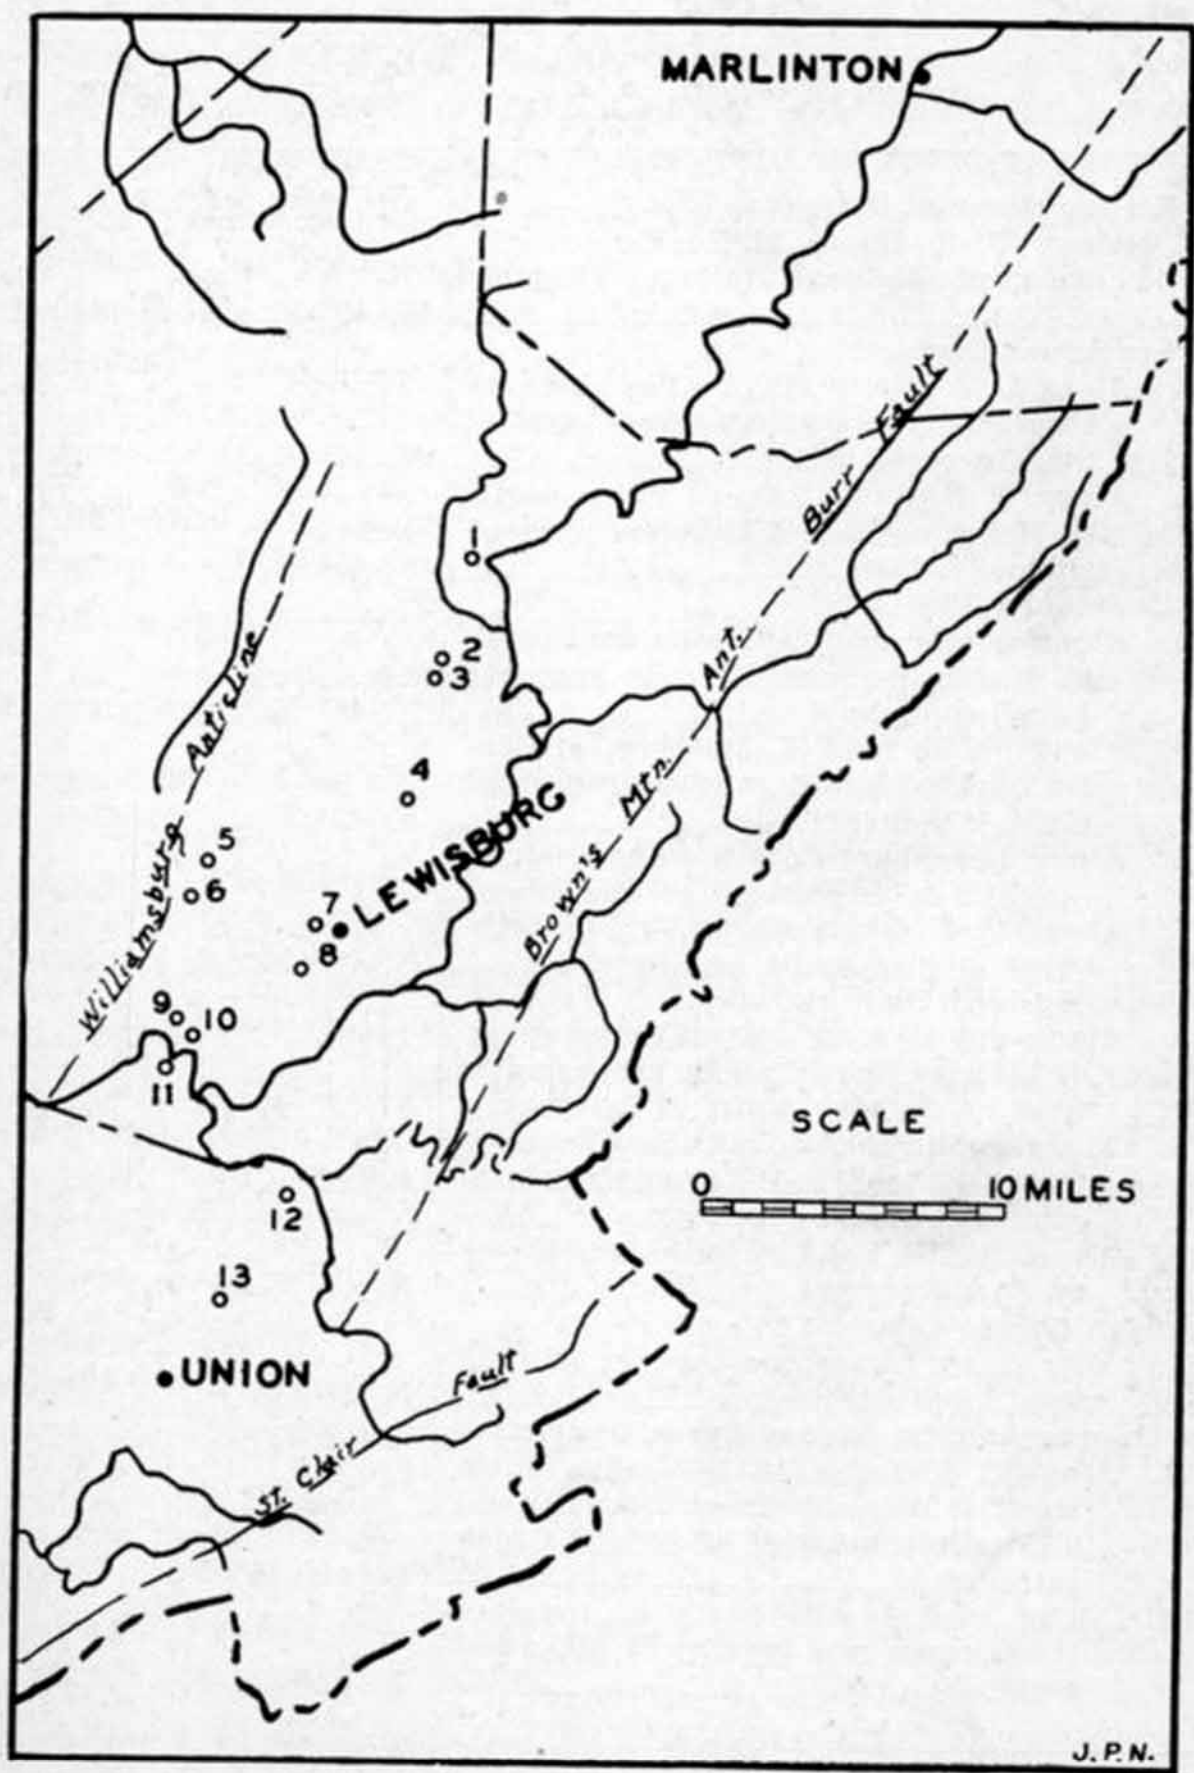 MARLINTON
Burr Fault
1
2
3
Williamsburg Anticline
Brown's Mtn. Ant.
4
LEWISBURG
5
6
7
8
9
10
11
SCALE
0 10 MILES
12
13
UNION
St. Clair Fault
J.P.N.